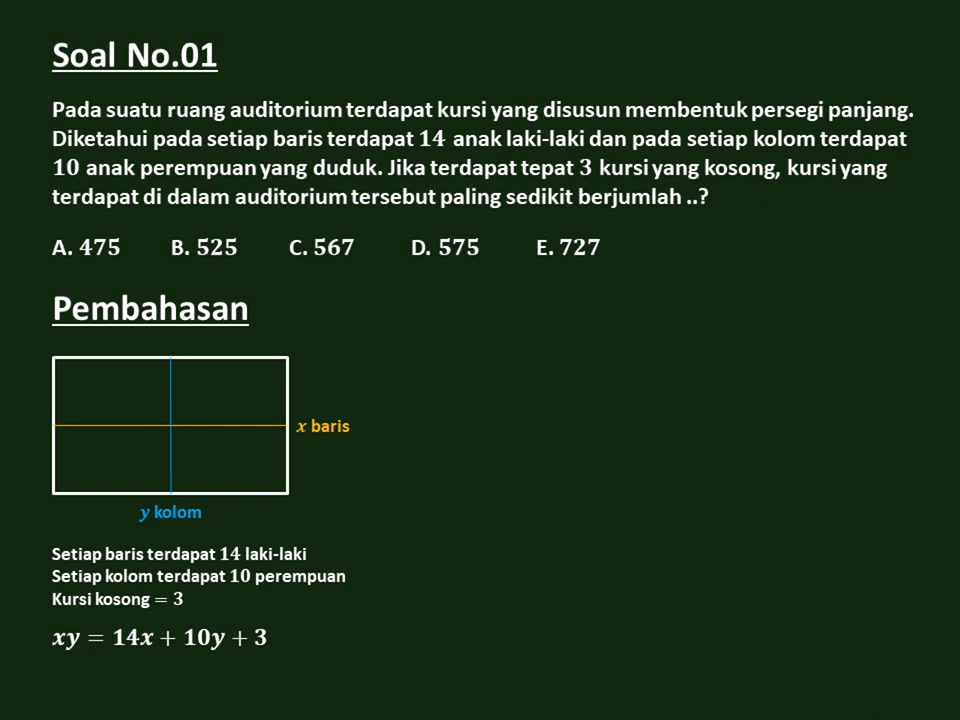 Soal No.01
Pada suatu ruang auditorium terdapat kursi yang disusun membentuk persegi panjang.
Diketahui pada setiap baris terdapat 14 anak laki-laki dan pada setiap kolom terdapat
10 anak perempuan yang duduk. Jika terdapat tepat 3 kursi yang kosong, kursi yang
terdapat di dalam auditorium tersebut paling sedikit berjumlah ..?
A. 475 B. 525 C. 567 D. 575 E. 727
Pembahasan
x baris
y kolom
Setiap baris terdapat 14 laki-laki
Setiap kolom terdapat 10 perempuan
Kursi kosong = 3
xy = 14x + 10y + 3